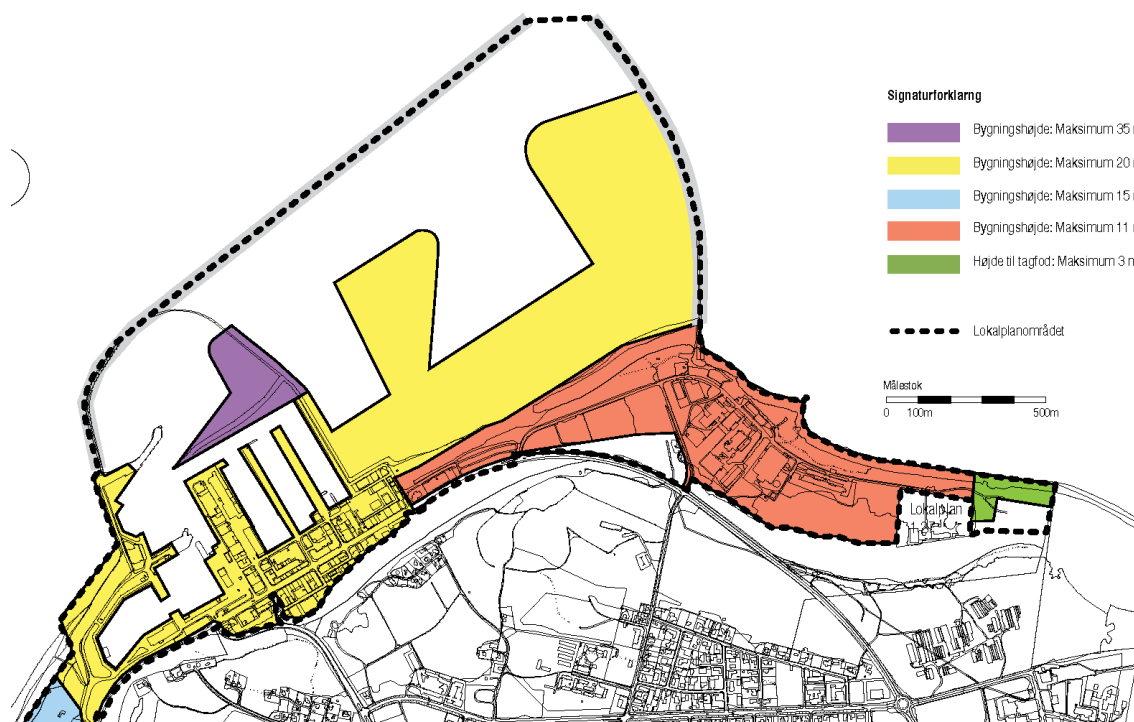 Signaturforklarng
Bygningshøjde: Maksimum 35
Bygningshøjde: Maksimum 20
Bygningshøjde: Maksimum 15
Bygningshøjde: Maksimum 11
Højde til tagfod: Maksimum 3 m
Lokalplanområdet
Målestok
0 100m 500m
Lokalplan